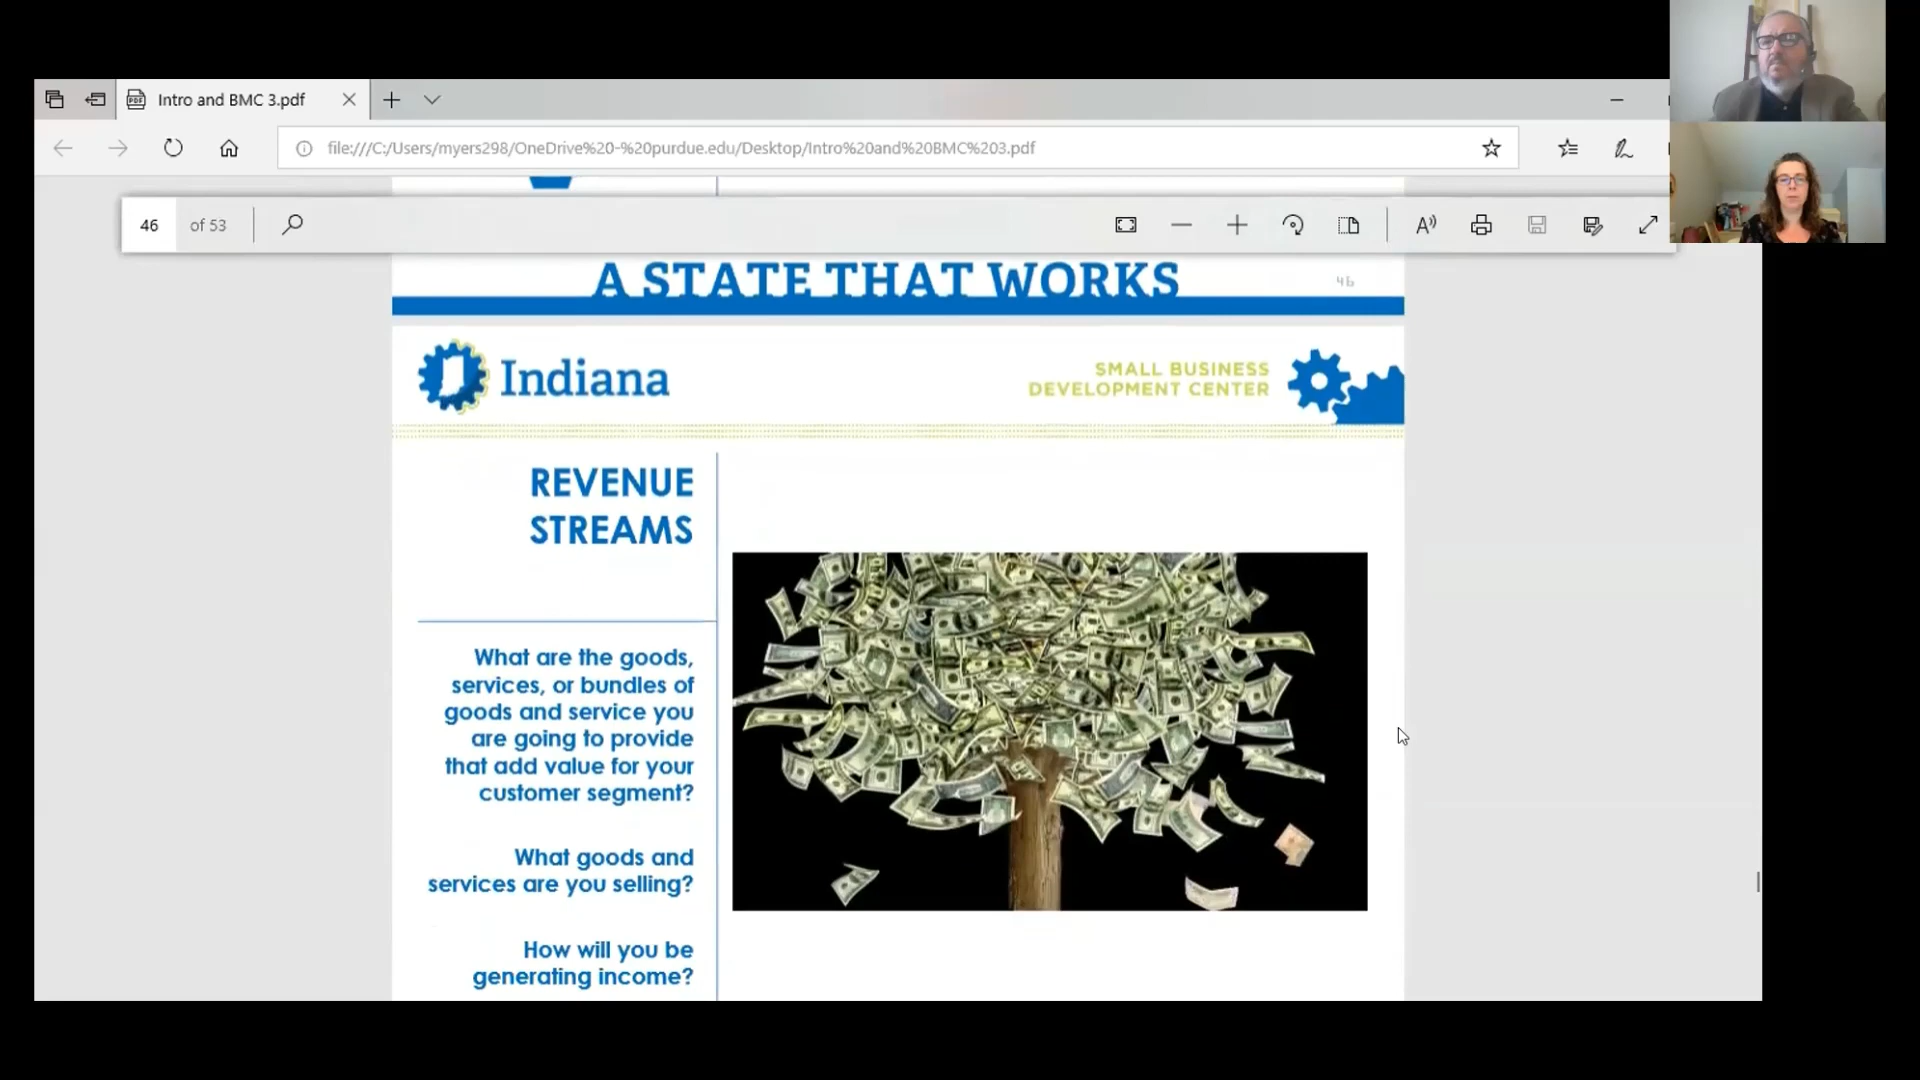 Intro and BMC 3.pdf
file:///C:/Users/myers298/OneDrive%20-%20purdue.edu/Desktop/Intro%20and%20BMC%203.pdf
46 of 53
A STATE THAT WORKS
46
Indiana
SMALL BUSINESS
DEVELOPMENT CENTER
REVENUE
STREAMS
What are the goods,
services, or bundles of
goods and service you
are going to provide
that add value for your
customer segment?
What goods and
services are you selling?
How will you be
generating income?